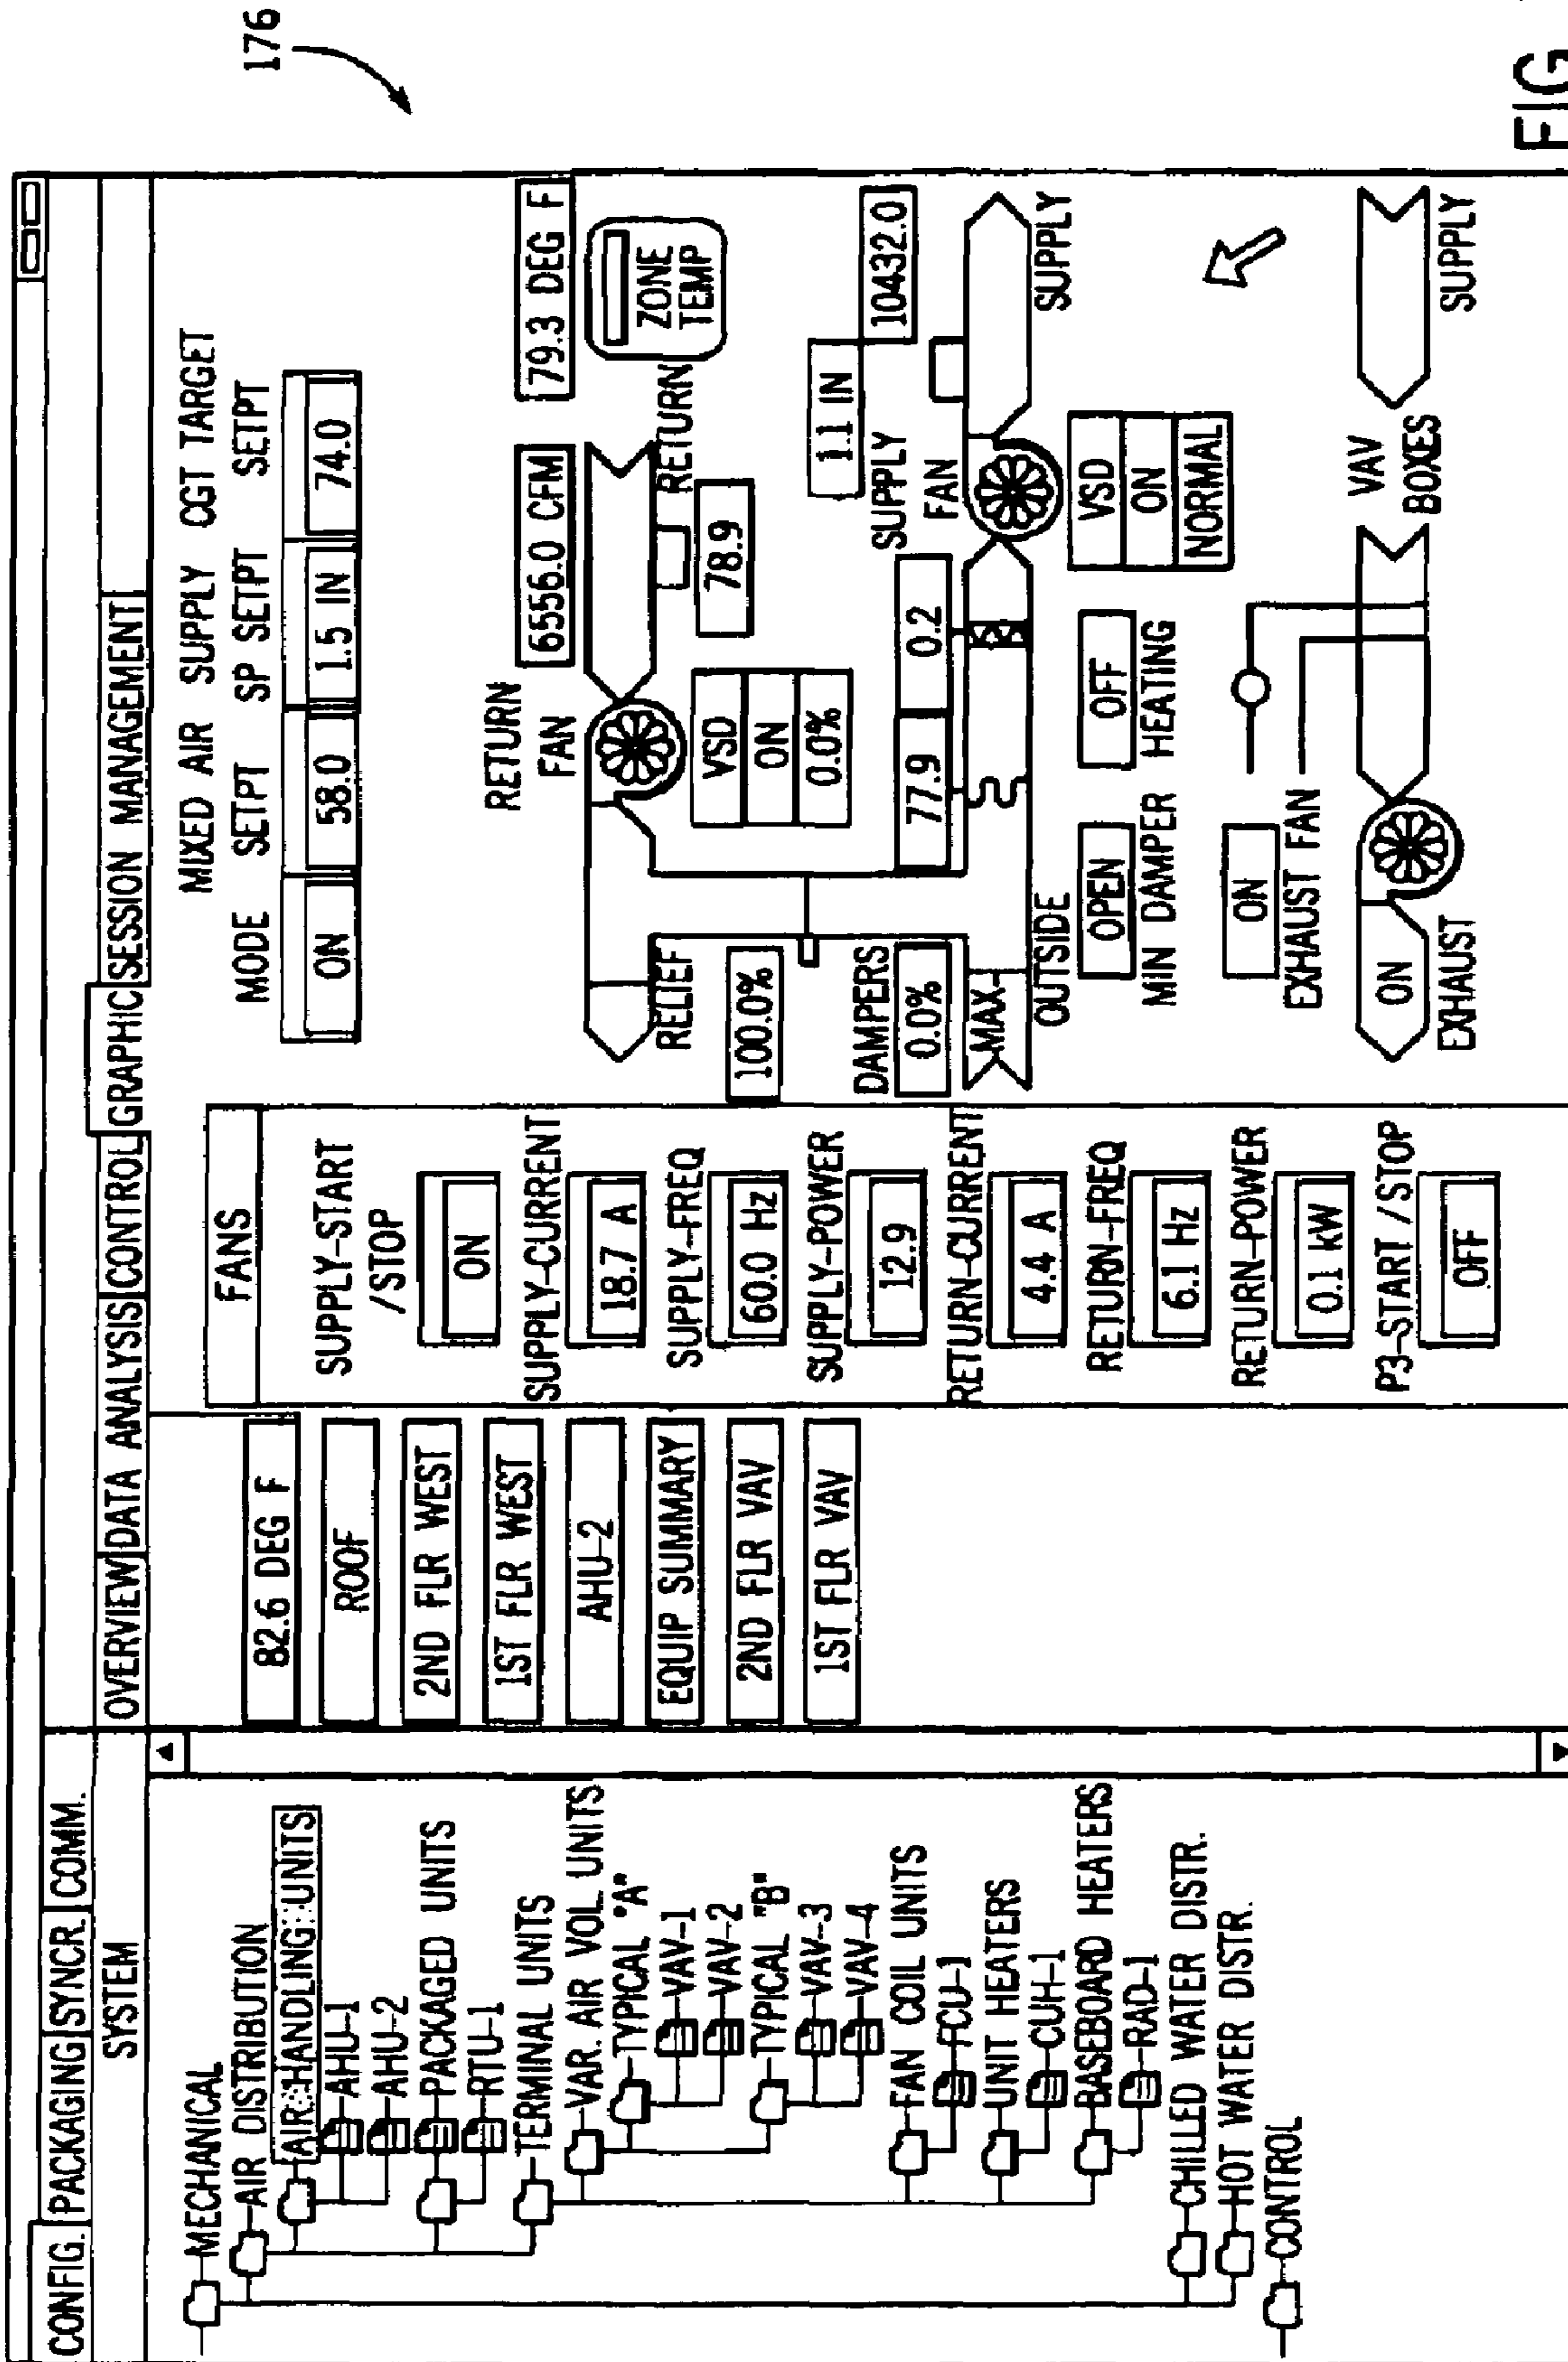 CONFIG. PACKAGING SYNCR. COMM.
SYSTEM
MECHANICAL
AIR DISTRIBUTION
AIR HANDLING UNITS
AHU-1
AHU-2
PACKAGED UNITS
RTU-1
TERMINAL UNITS
VAR. AIR VOL. UNITS
TYPICAL "A"
VAV-1
VAV-2
TYPICAL "B"
VAV-3
VAV-4
FAN COIL UNITS
FCU-1
UNIT HEATERS
CUH-1
BASEBOARD HEATERS
RAD-1
CHILLED WATER DISTR.
HOT WATER DISTR.
CONTROL
OVERVIEW DATA ANALYSIS CONTROL GRAPHIC SESSION MANAGEMENT
82.6 DEG F
ROOF
2ND FLR WEST
1ST FLR WEST
AHU-2
EQUIP SUMMARY
2ND FLR VAV
1ST FLR VAV
FANS
SUPPLY-START
/STOP
ON
SUPPLY-CURRENT
18.7 A
SUPPLY-FREQ
60.0 Hz
SUPPLY-POWER
12.9
RETURN-CURRENT
4.4 A
RETURN-FREQ
6.1 Hz
RETURN-POWER
0.1 kW
P3-START/STOP
OFF
MIXED AIR SUPPLY CGT TARGET
MODE SETPT SP SETPT SETPT
ON 58.0 1.5 IN 74.0
RETURN
FAN
6556.0 CFM
79.3 DEG F
RELIEF
RETURN
ZONE
TEMP
78.9
VSD
ON
0.0%
100.0%
DAMPERS
0.0%
77.9
0.2
SUPPLY
FAN
1.1 IN
10432.0
MAX
OUTSIDE
SUPPLY
OPEN
MIN DAMPER
OFF
HEATING
VSD
ON
NORMAL
ON
EXHAUST FAN
ON
EXHAUST
VAV
BOXES
SUPPLY
176
FIG